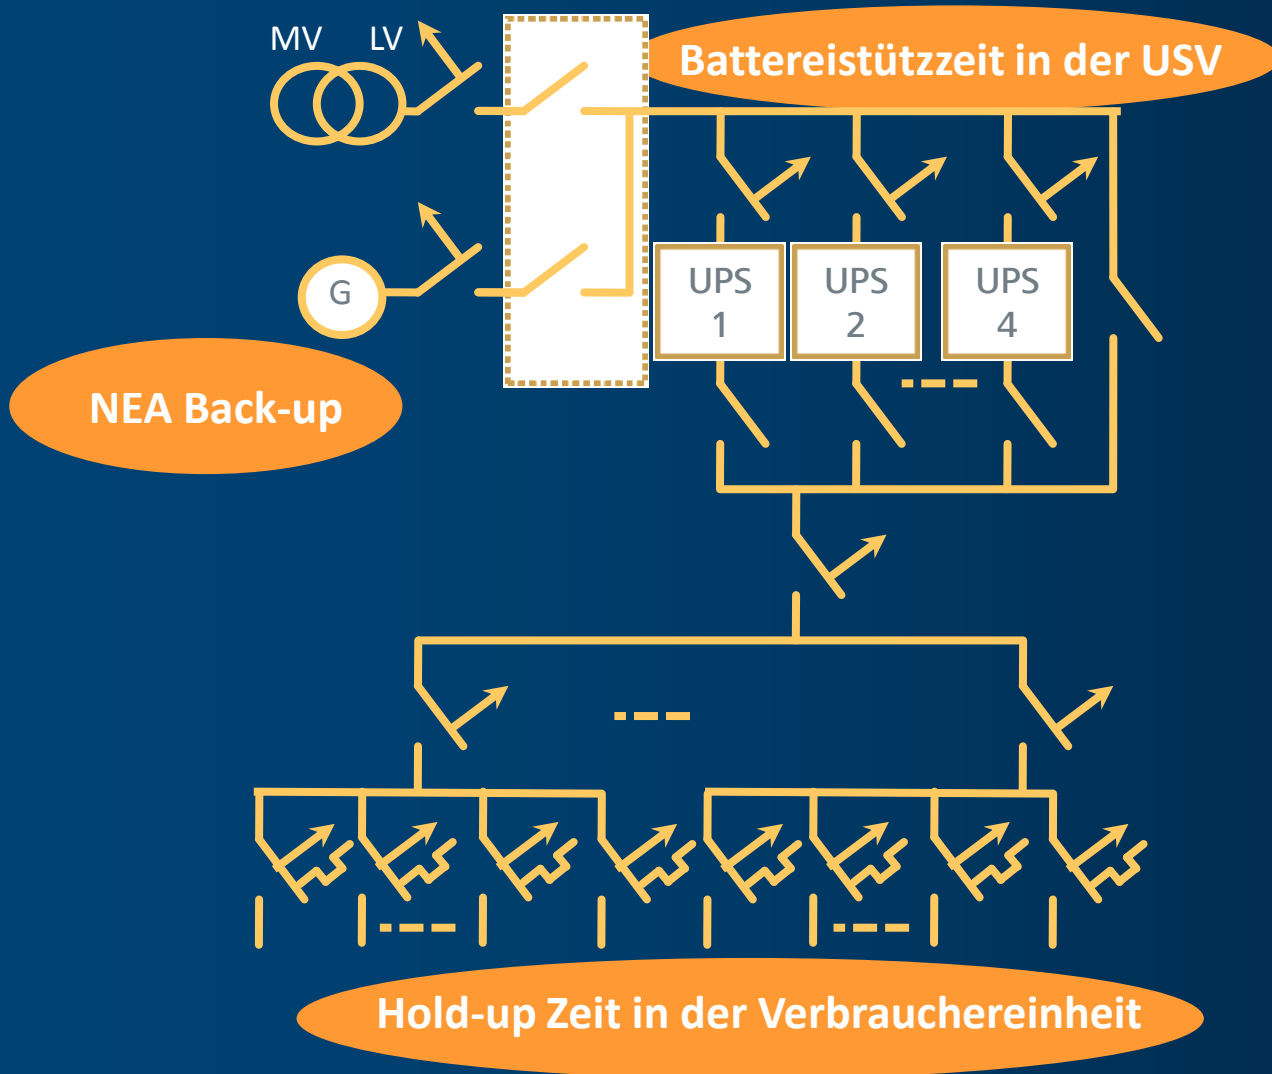 MV LV
Battereistützzeit in der USV
G
UPS
1
UPS
2
UPS
4
NEA Back-up
Hold-up Zeit in der Verbrauchereinheit